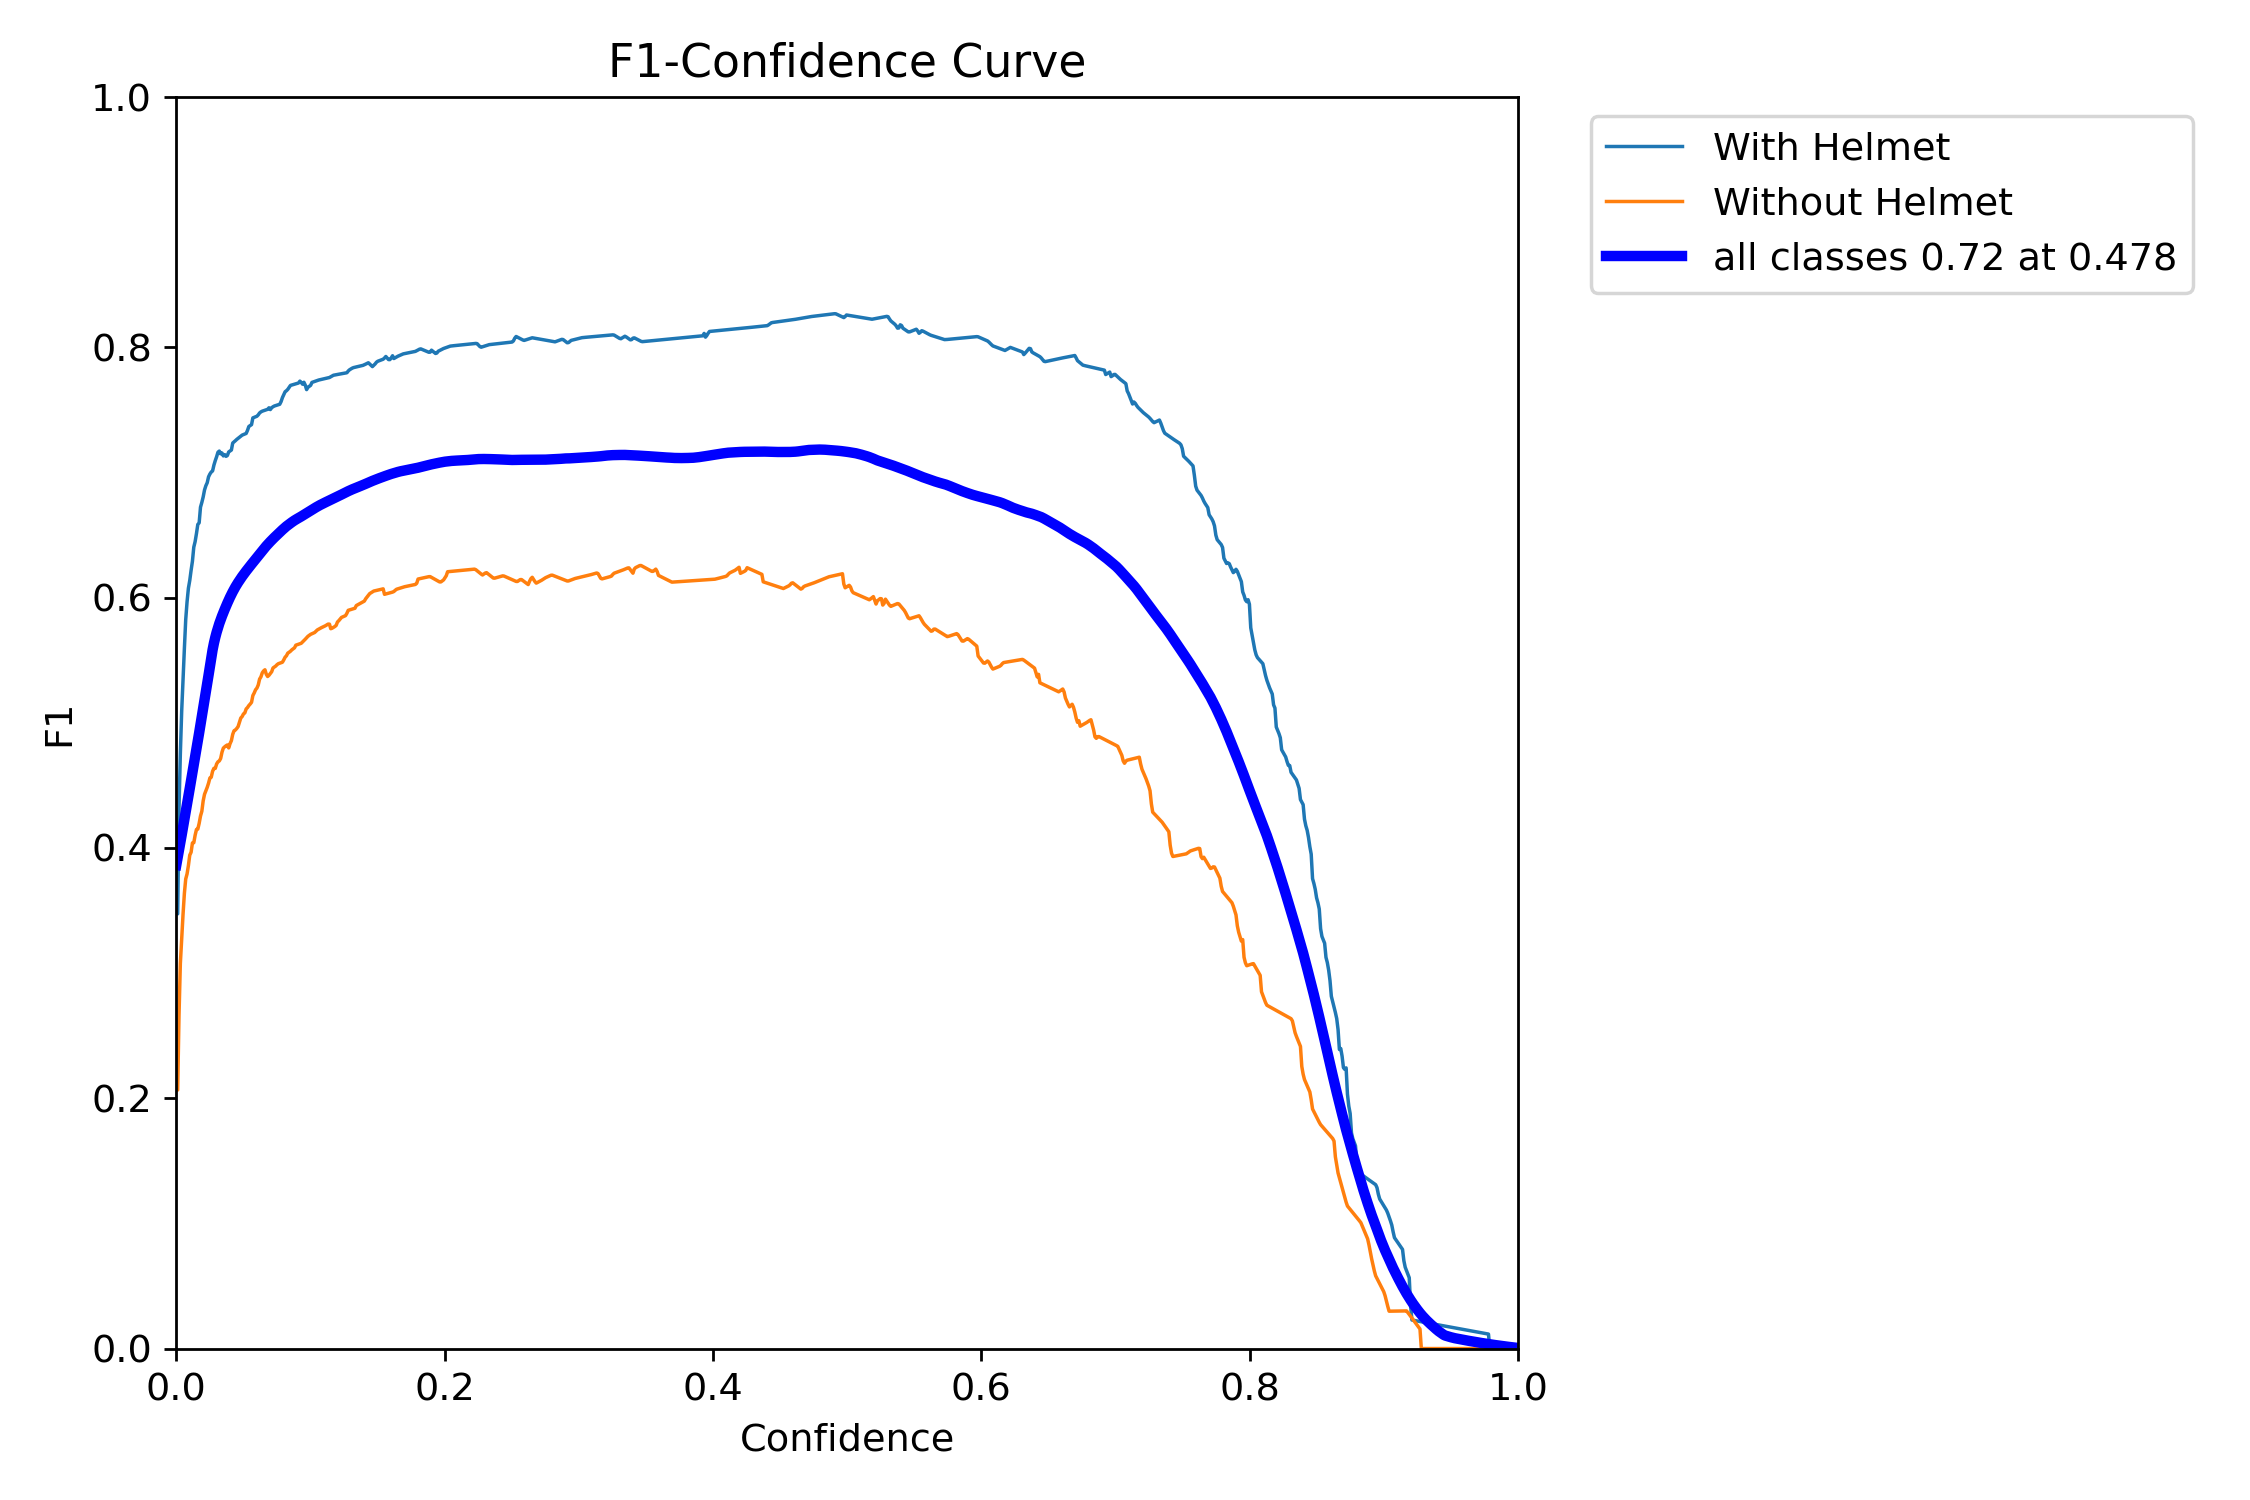 F1-Confidence Curve
1.0
0.8
0.6
0.4
0.2
0.0
F1
0.0 0.2 0.4 0.6 0.8 1.0
Confidence
With Helmet
Without Helmet
all classes 0.72 at 0.478